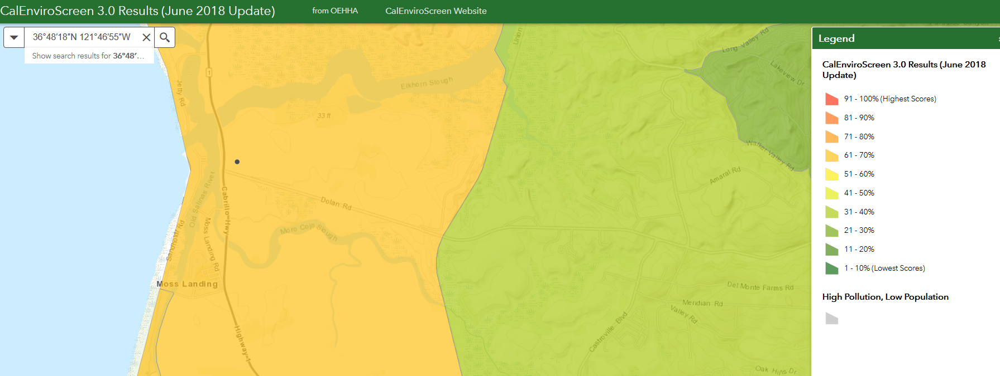 CalEnviroScreen 3.0 Results (June 2018 Update)
from OEHHA
CalEnviroScreen Website
36°48'18"N 121°46'55"W
Show search results for 36°48'...
Legend
CalEnviroScreen 3.0 Results (June 2018
Update)
91 - 100% (Highest Scores)
81 - 90%
71 - 80%
61 - 70%
51 - 60%
41 - 50%
31 - 40%
21 - 30%
11 - 20%
1 - 10% (Lowest Scores)
High Pollution, Low Population
1
Jetty Rd
Elkhorn Slough
33 ft
Union
Long Valley Rd
Lakeview Dr
Walker Valley Rd
Amaral Rd
Old Salinas River
Cabrillo Hwy
Dolan Rd
Moro Cojo Slough
Moss Landing Rd
Sandholdt Rd
Moss Landing
Highway 1
Del Monte Farms Rd
Meridian Rd
Valley Rd
Castroville Blvd
Oak Hills Dr